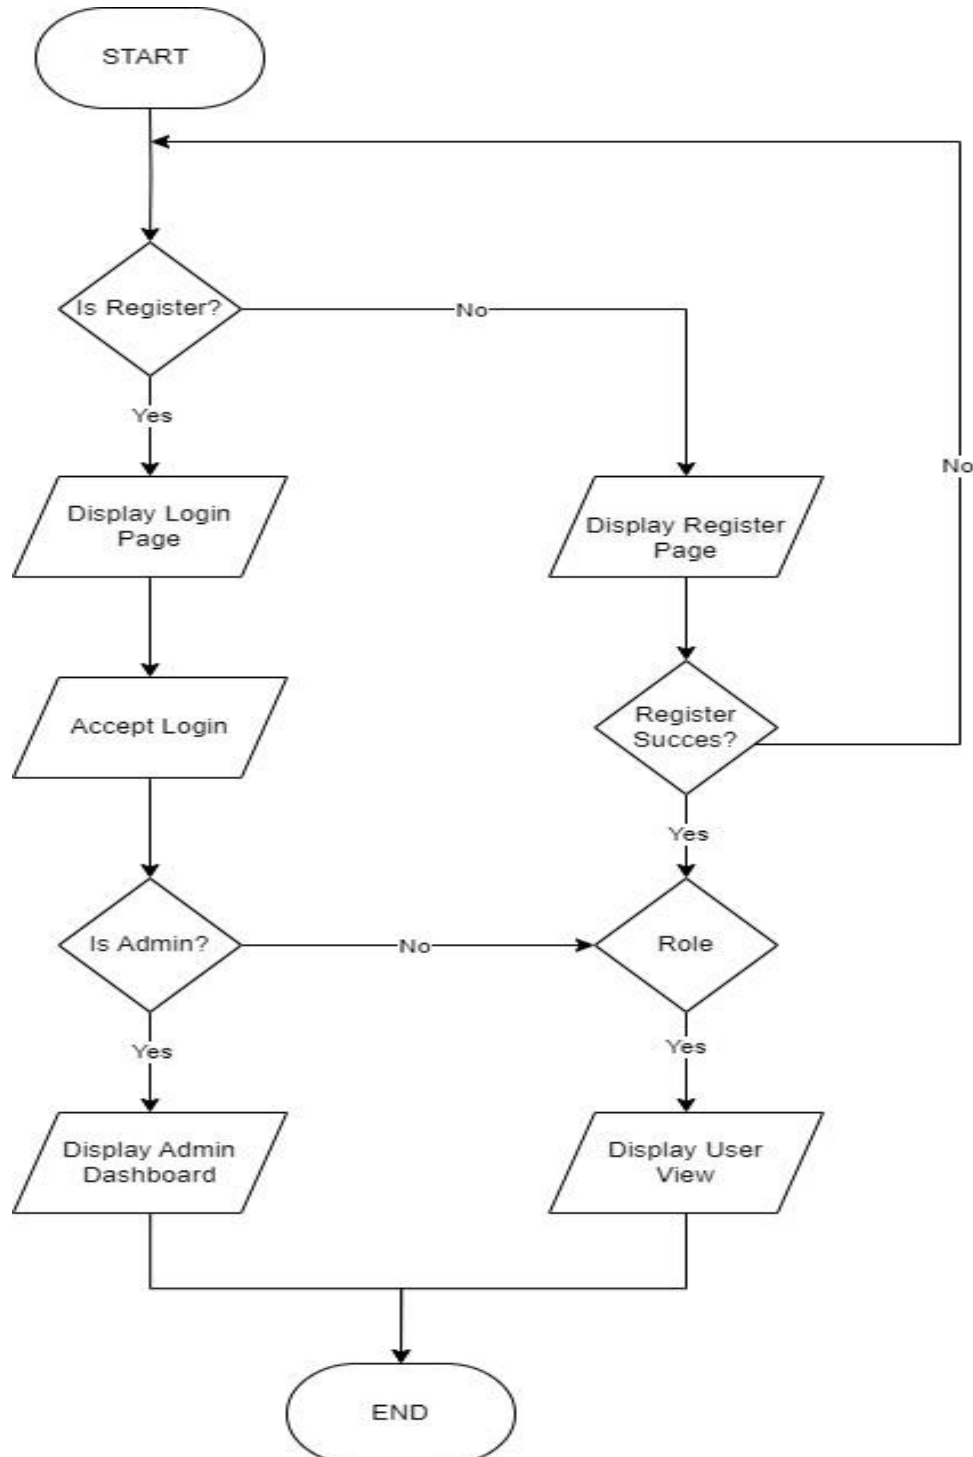 START
Is Register?
No
Yes
No
Display Login
Page
Display Register
Page
Accept Login
Register
Succes?
Yes
Is Admin?
No
Role
Yes
Yes
Display Admin
Dashboard
Display User
View
END